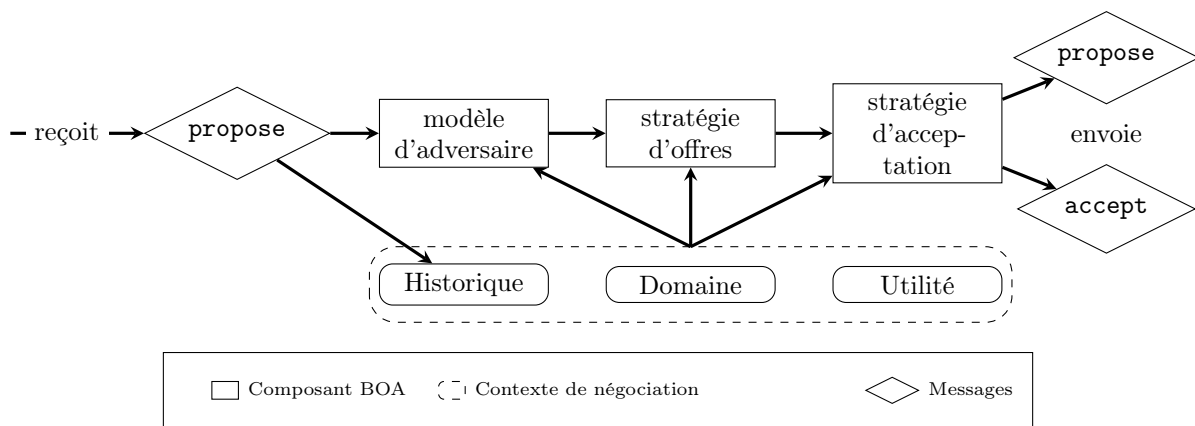 reçoit
propose
modèle
d'adversaire
stratégie
d'offres
stratégie
d'accep-
tation
propose
envoie
accept
Historique
Domaine
Utilité
Composant BOA
Contexte de négociation
Messages